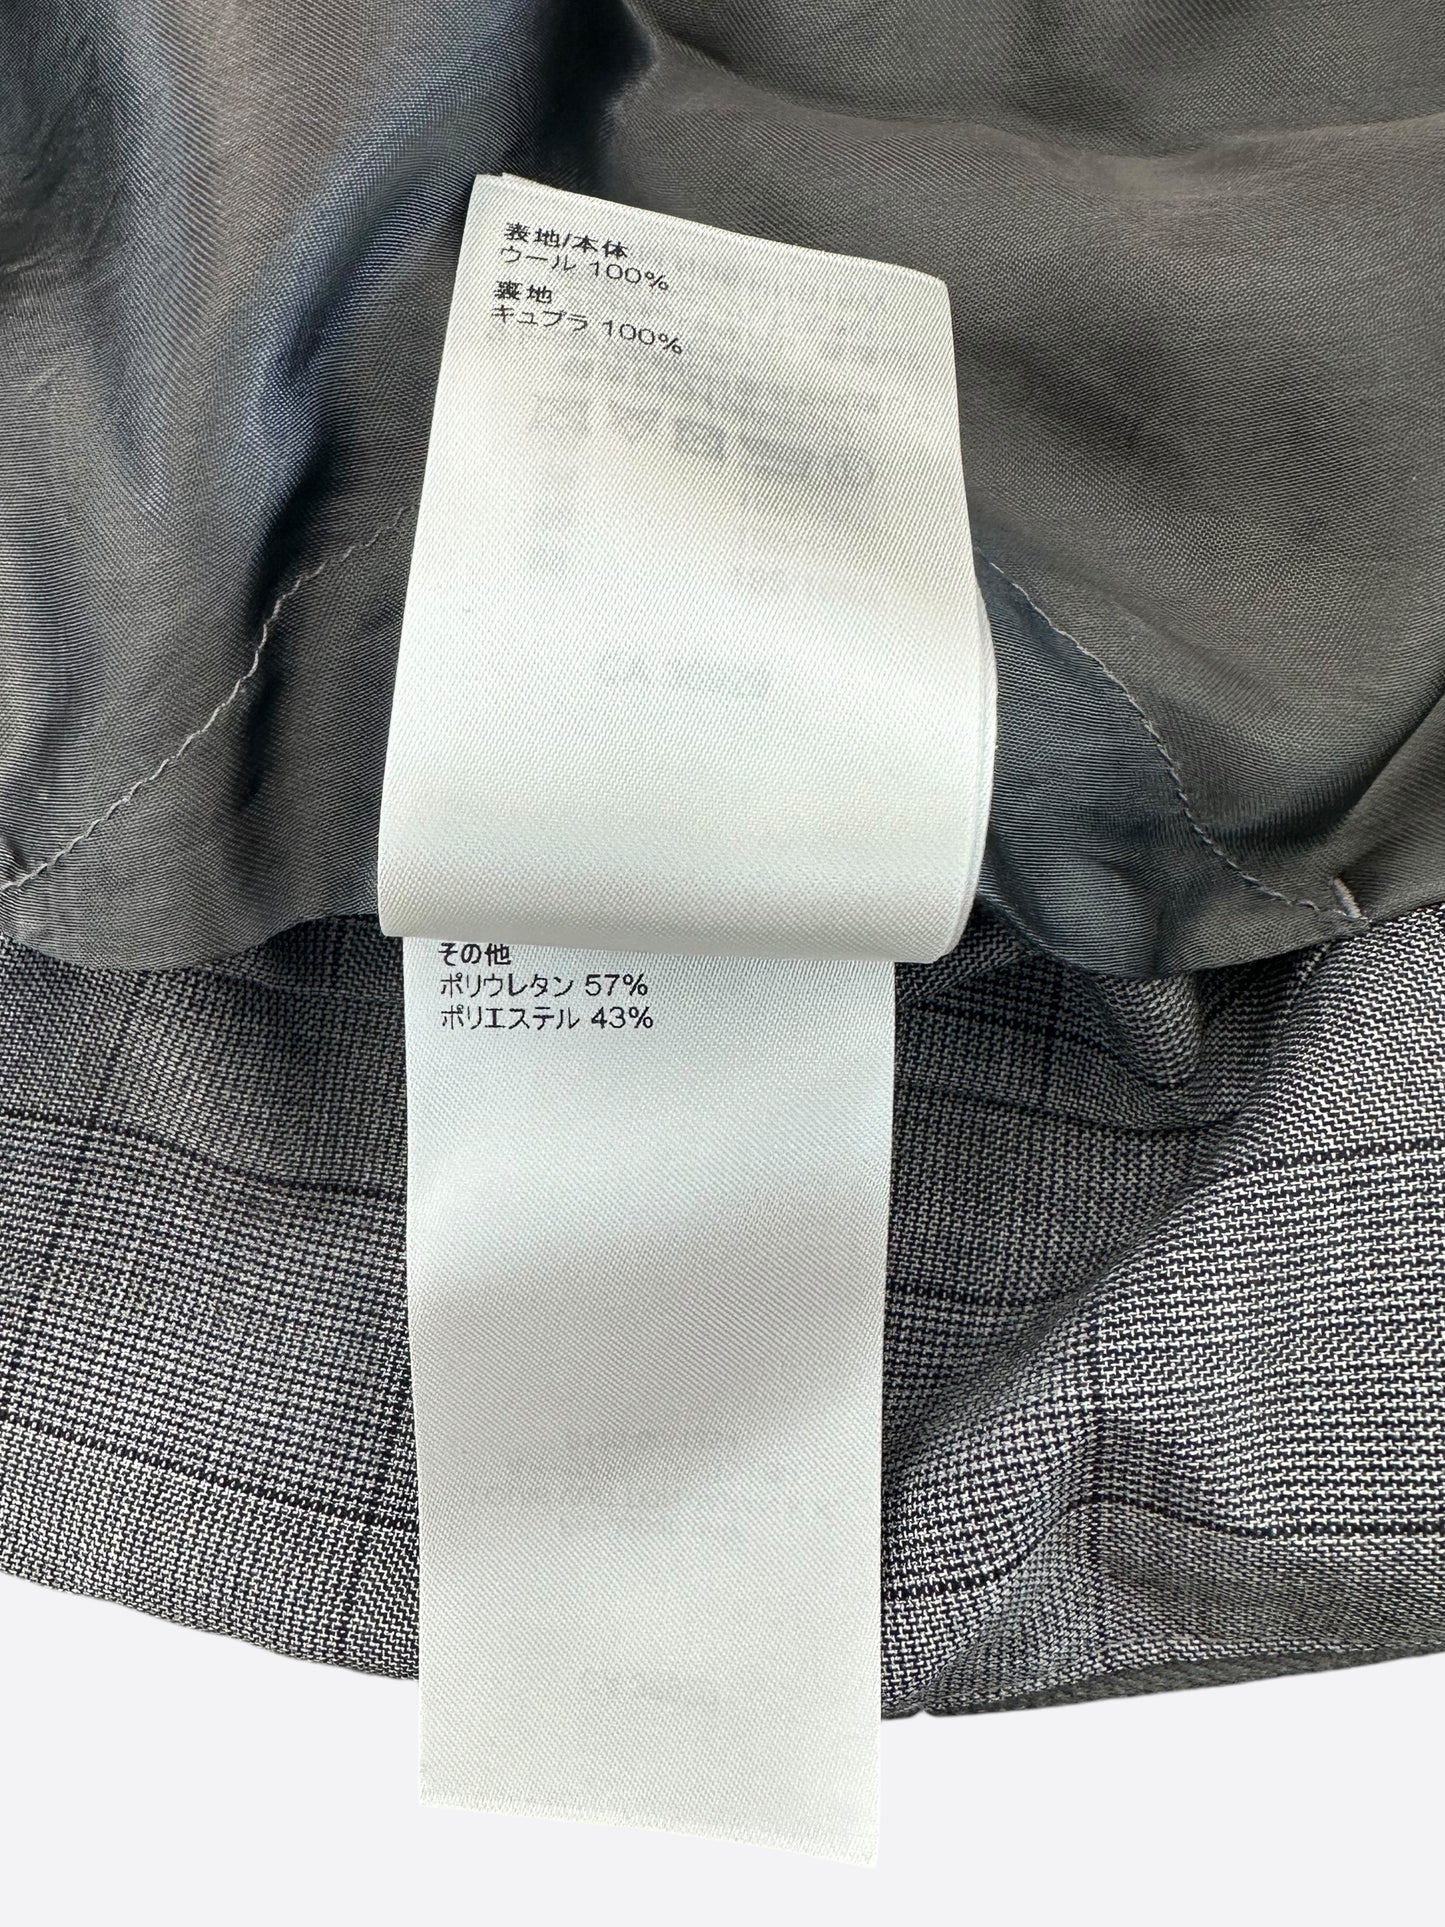 表地/本体
ウール 100%
裏地
キュプラ 100%
その他
ポリウレタン 57%
ポリエステル 43%